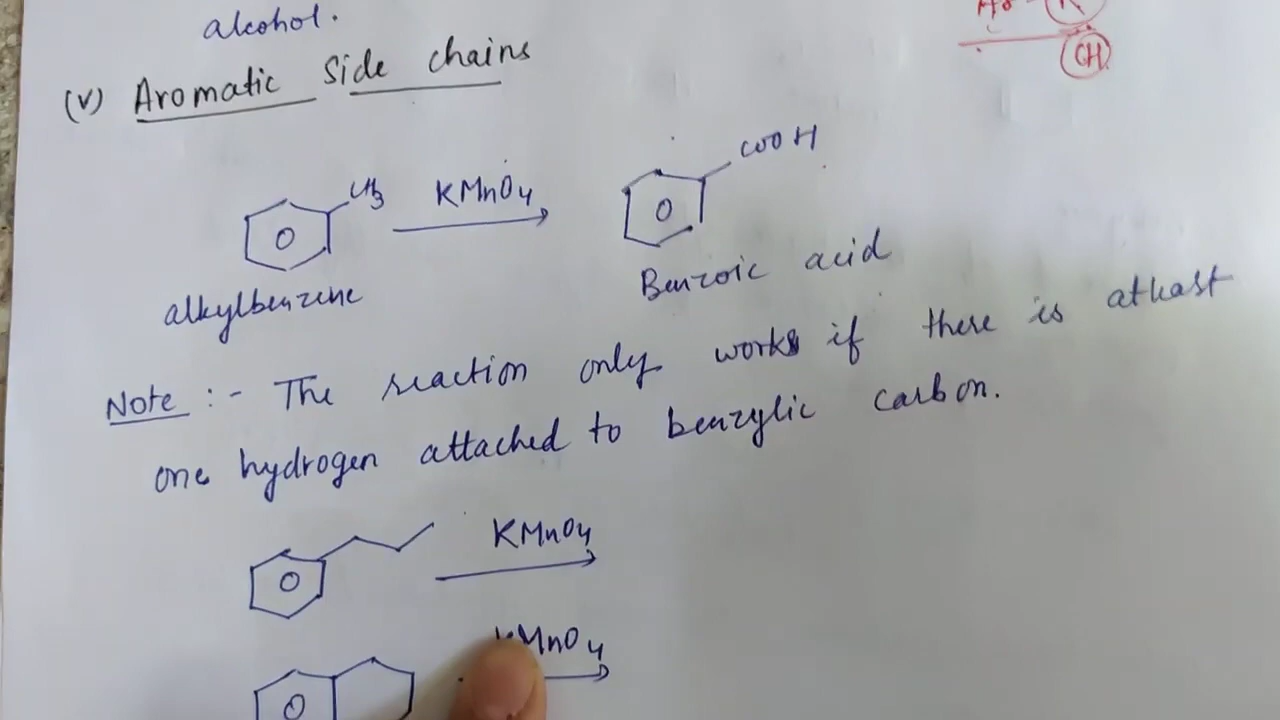 alcohol.
(V) Aromatic Side chains
CH3 KMnO4 COOH
alkylbenzene Benzoic acid
Note :- The reaction only works if there is atleast
one hydrogen attached to benzylic carbon.
KMnO4
KMnO4